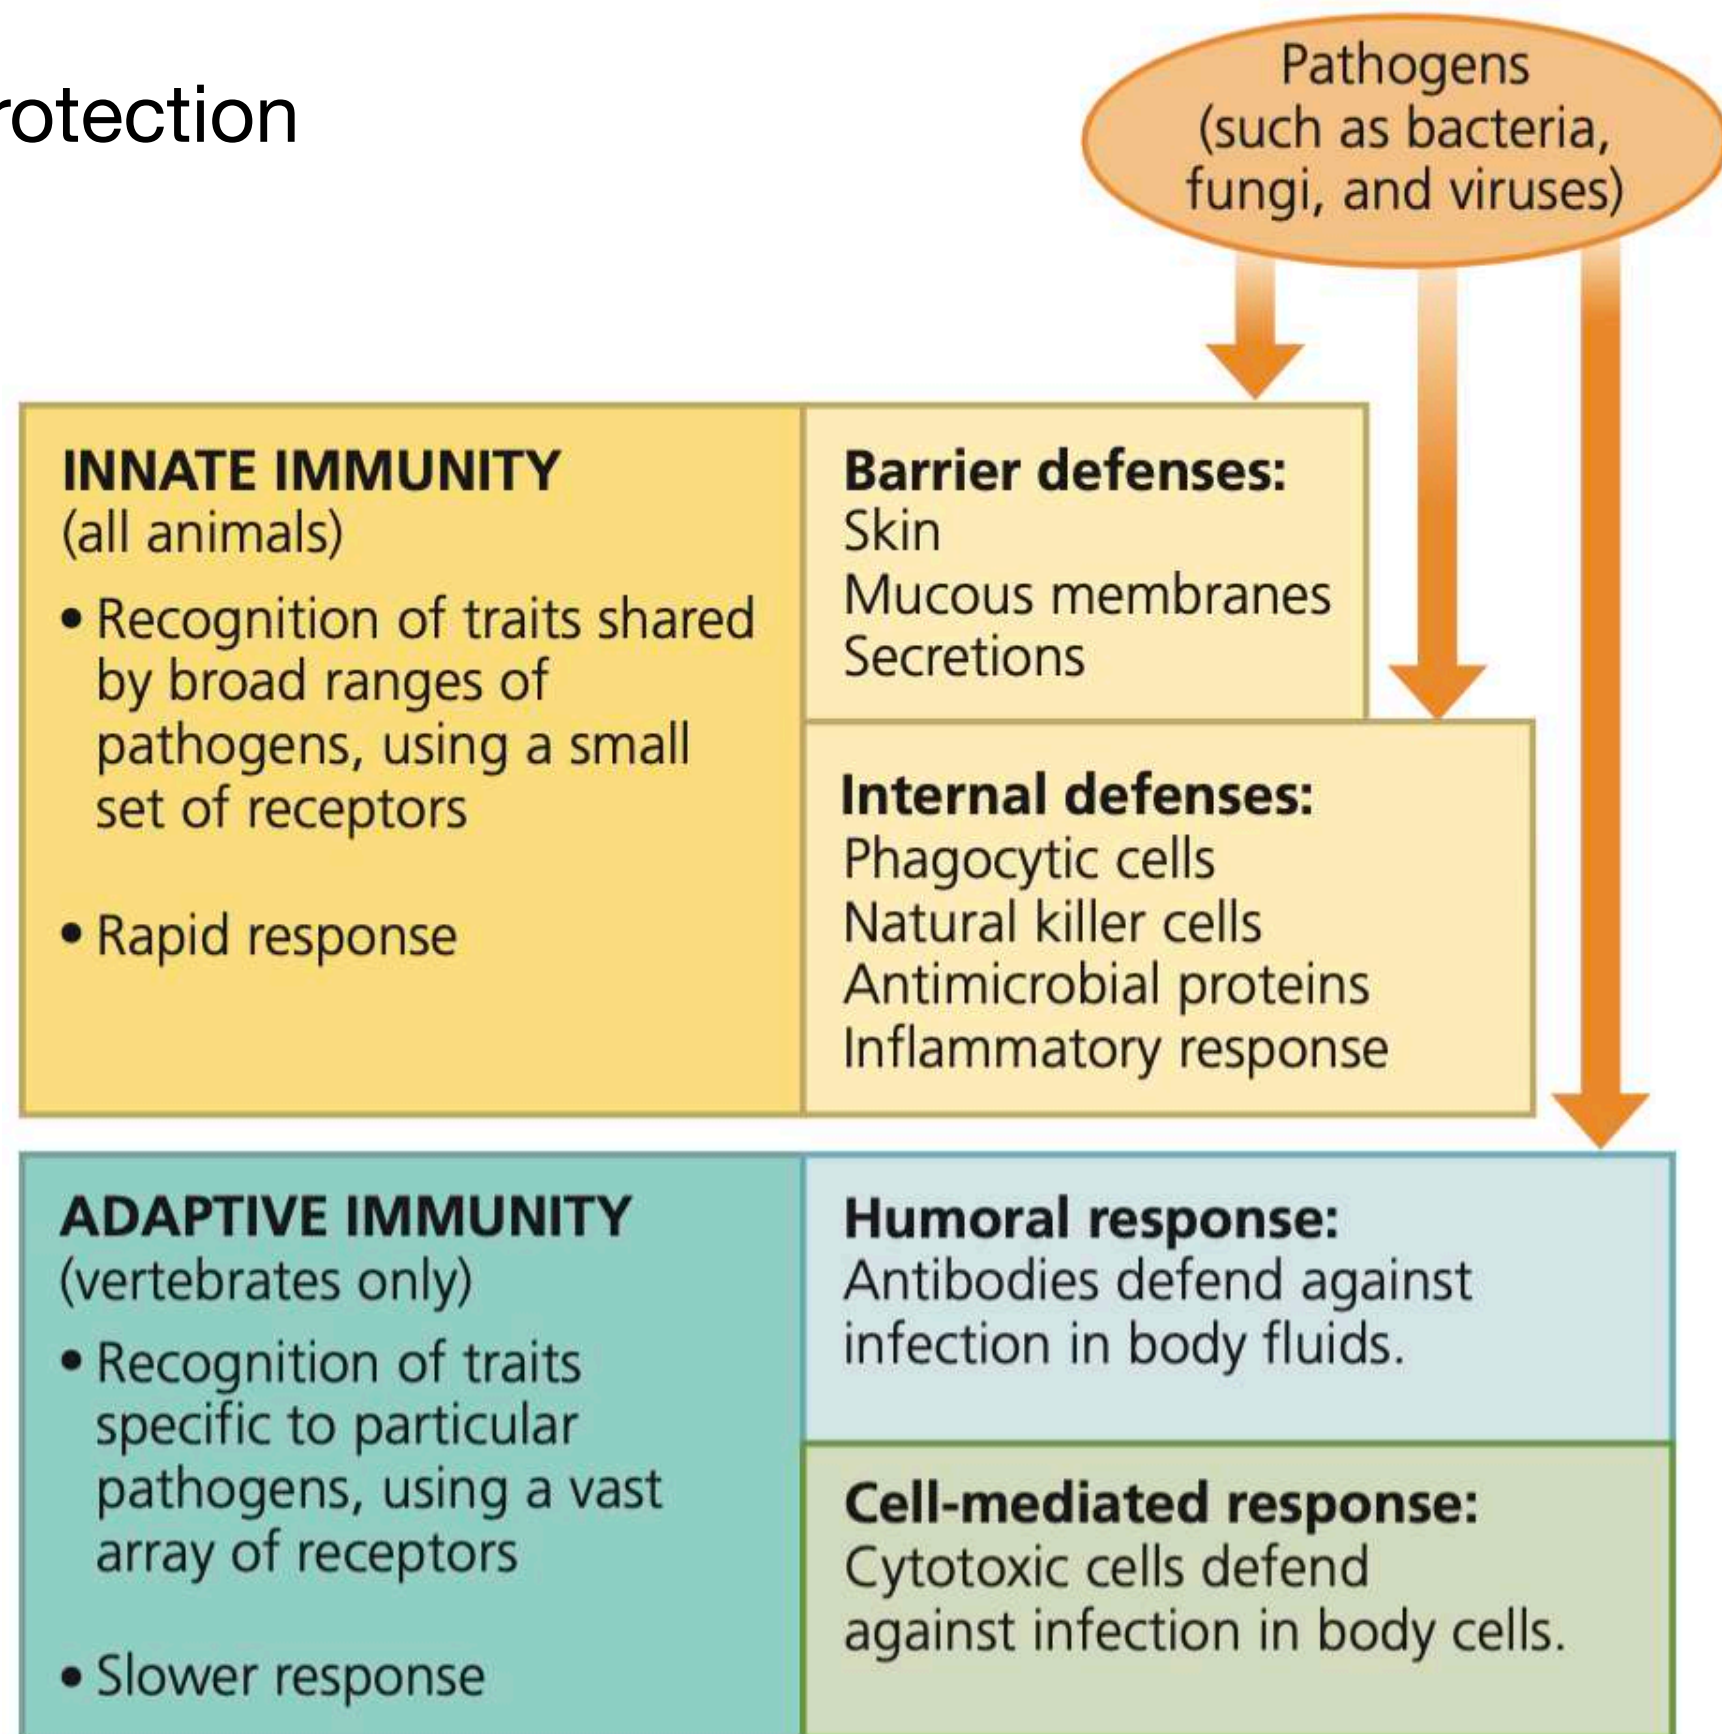 rotection
Pathogens
(such as bacteria,
fungi, and viruses)
INNATE IMMUNITY
(all animals)
• Recognition of traits shared
by broad ranges of
pathogens, using a small
set of receptors
• Rapid response
Barrier defenses:
Skin
Mucous membranes
Secretions
Internal defenses:
Phagocytic cells
Natural killer cells
Antimicrobial proteins
Inflammatory response
ADAPTIVE IMMUNITY
(vertebrates only)
• Recognition of traits
specific to particular
pathogens, using a vast
array of receptors
• Slower response
Humoral response:
Antibodies defend against
infection in body fluids.
Cell-mediated response:
Cytotoxic cells defend
against infection in body cells.